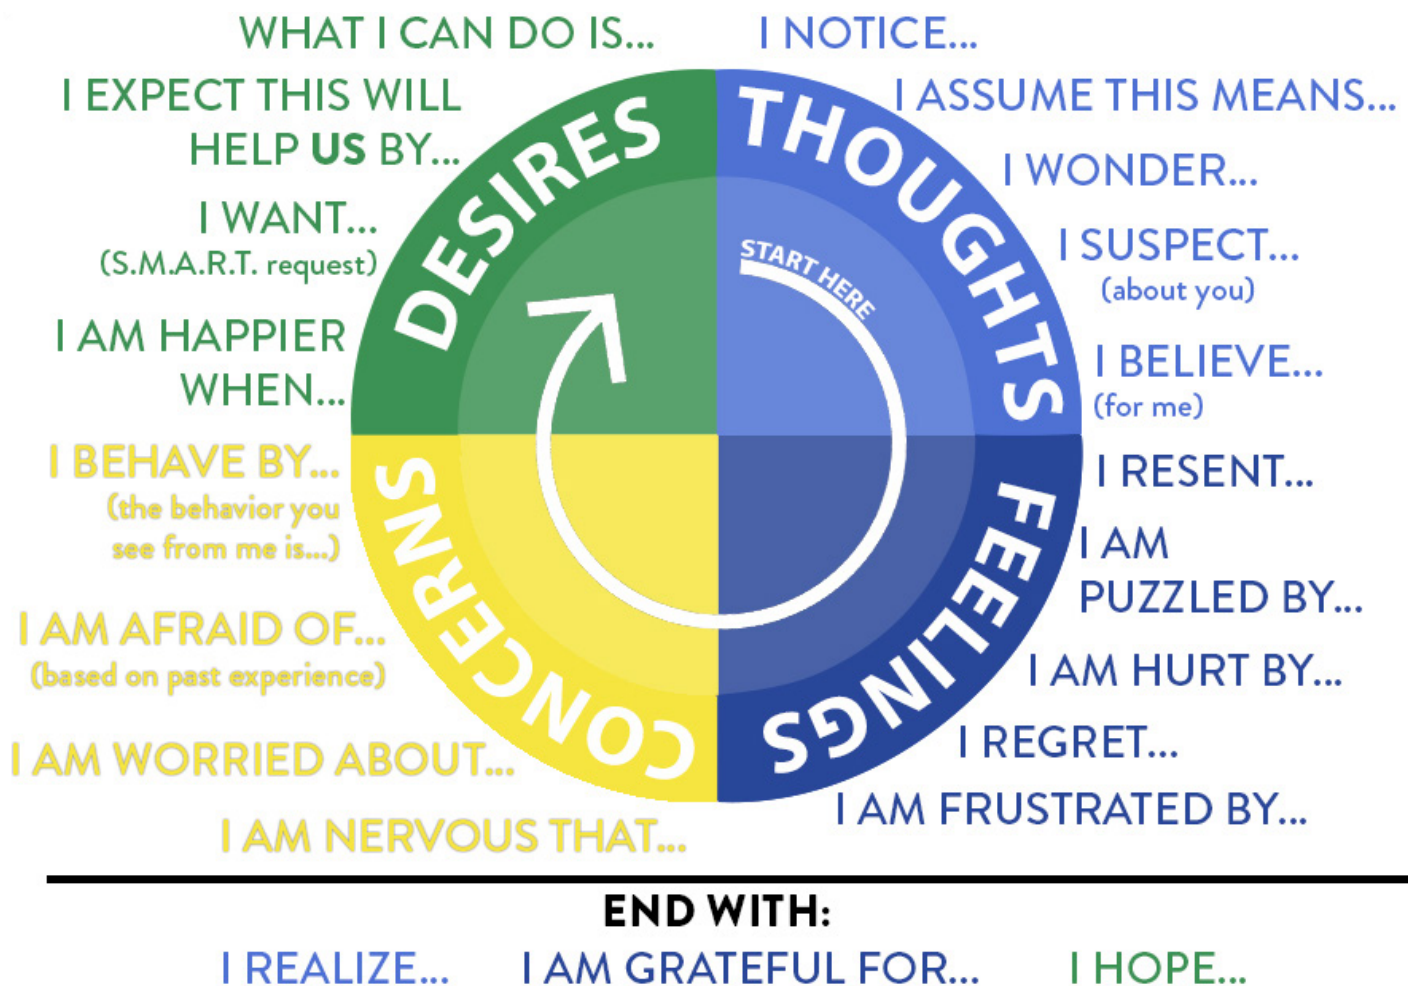 WHAT I CAN DO IS...
I NOTICE...
I EXPECT THIS WILL
HELP US BY...
I ASSUME THIS MEANS...
I WONDER...
I WANT...
(S.M.A.R.T. request)
I SUSPECT...
(about you)
I AM HAPPIER
WHEN...
I BELIEVE...
(for me)
DESIRES
THOUGHTS
START HERE
I BEHAVE BY...
(the behavior you
see from me is...)
I RESENT...
I AM
PUZZLED BY...
I AM AFRAID OF...
(based on past experience)
I AM HURT BY...
CONCERNS
FEELINGS
I AM WORRIED ABOUT...
I REGRET...
I AM NERVOUS THAT...
I AM FRUSTRATED BY...
END WITH:
I REALIZE...
I AM GRATEFUL FOR...
I HOPE...